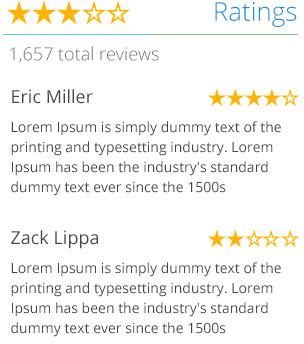 Ratings
1,657 total reviews
Eric Miller
Lorem Ipsum is simply dummy text of the
printing and typesetting industry. Lorem
Ipsum has been the industry's standard
dummy text ever since the 1500s
Zack Lippa
Lorem Ipsum is simply dummy text of the
printing and typesetting industry. Lorem
Ipsum has been the industry's standard
dummy text ever since the 1500s